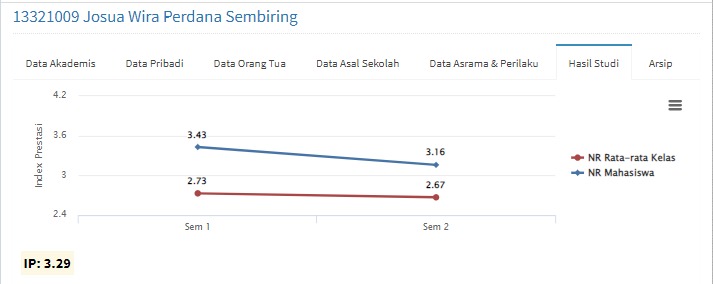 13321009 Josua Wira Perdana Sembiring
Data Akademis Data Pribadi Data Orang Tua Data Asal Sekolah Data Asrama & Perilaku Hasil Studi Arsip
4.2
3.6
3
2.4
Index Prestasi
3.43
3.16
2.73
2.67
Sem 1 Sem 2
NR Rata-rata Kelas
NR Mahasiswa
IP: 3.29